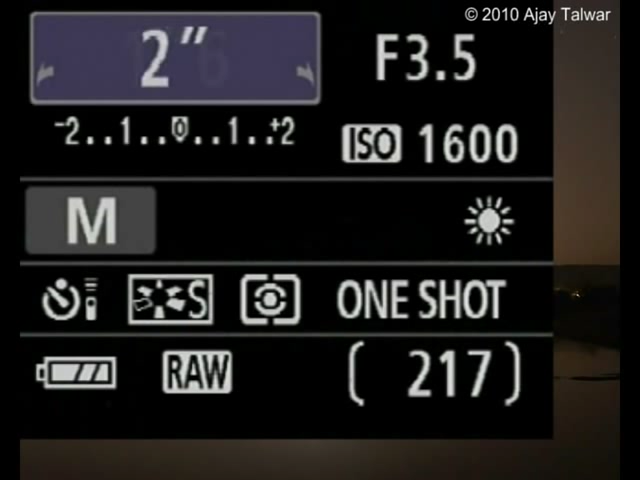 © 2010 Ajay Talwar
2"
F3.5
-2..1..0..1..+2
ISO 1600
M
S
ONE SHOT
RAW
( 217 )